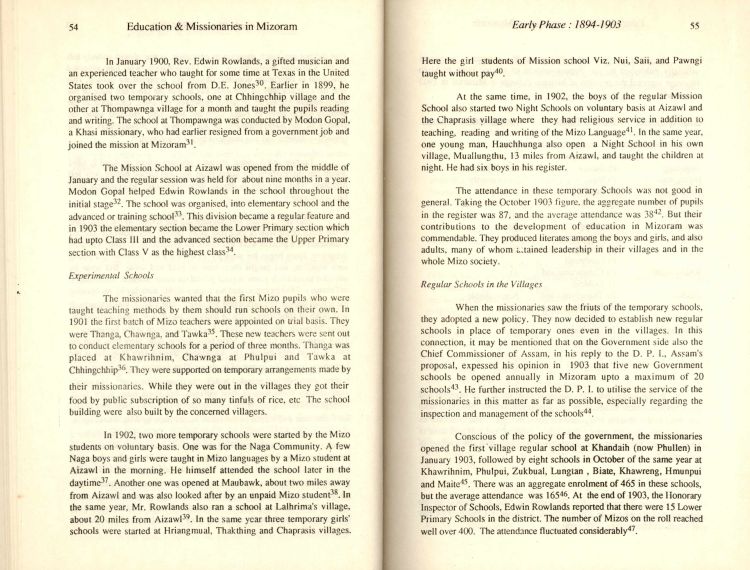 54 Education & Missionaries in Mizoram
In January 1900, Rev. Edwin Rowlands, a gifted musician and
an experienced teacher who taught for some time at Texas in the United
States took over the school from D.E. Jones30. Earlier in 1899, he
organised two temporary schools, one at Chhingchhip village and the
other at Thompawnga village for a month and taught the pupils reading
and writing. The school at Thompawnga was conducted by Modon Gopal,
a Khasi missionary, who had earlier resigned from a government job and
joined the mission at Mizoram31.
The Mission School at Aizawl was opened from the middle of
January and the regular session was held for about nine months in a year.
Modon Gopal helped Edwin Rowlands in the school throughout the
initial stage32. The school was organised, into elementary school and the
advanced or training school33. This division became a regular feature and
in 1903 the elementary section became the Lower Primary section which
had upto Class III and the advanced section became the Upper Primary
section with Class V as the highest class34.
Experimental Schools
The missionaries wanted that the first Mizo pupils who were
taught teaching methods by them should run schools on their own. In
1901 the first batch of Mizo teachers were appointed on trial basis. They
were Thanga, Chawnga, and Tawka35. These new teachers were sent out
to conduct elementary schools for a period of three months. Thanga was
placed at Khawrihnim, Chawnga at Phulpui and Tawka at
Chhingchhip36. They were supported on temporary arrangements made by
their missionaries. While they were out in the villages they got their
food by public subscription of so many tinfuls of rice, etc The school
building were also built by the concerned villagers.
In 1902, two more temporary schools were started by the Mizo
students on voluntary basis. One was for the Naga Community. A few
Naga boys and girls were taught in Mizo languages by a Mizo student at
Aizawl in the morning. He himself attended the school later in the
daytime37. Another one was opened at Maubawk, about two miles away
from Aizawl and was also looked after by an unpaid Mizo student38. In
the same year, Mr. Rowlands also ran a school at Lalhrima's village,
about 20 miles from Aizawl39. In the same year three temporary girls'
schools were started at Hriangmual, Thakthing and Chaprasis villages.
Early Phase : 1894-1903 55
Here the girl students of Mission school Viz. Nui, Saii, and Pawngi
taught without pay40.
At the same time, in 1902, the boys of the regular Mission
School also started two Night Schools on voluntary basis at Aizawl and
the Chaprasis village where they had religious service in addition to
teaching, reading and writing of the Mizo Language41. In the same year,
one young man, Hauchhunga also open a Night School in his own
village, Muallungthu, 13 miles from Aizawl, and taught the children at
night. He had six boys in his register.
The attendance in these temporary Schools was not good in
general. Taking the October 1903 figure, the aggregate number of pupils
in the register was 87, and the average attendance was 3842. But their
contributions to the development of education in Mizoram was
commendable. They produced literates among the boys and girls, and also
adults, many of whom tained leadership in their villages and in the
whole Mizo society.
Regular Schools in the Villages
When the missionaries saw the friuts of the temporary schools,
they adopted a new policy. They now decided to establish new regular
schools in place of temporary ones even in the villages. In this
connection, it may be mentioned that on the Government side also the
Chief Commissioner of Assam, in his reply to the D. P. I., Assam's
proposal, expressed his opinion in 1903 that five new Government
schools be opened annually in Mizoram upto a maximum of 20
schools43. He further instructed the D. P. I. to utilise the service of the
missionaries in this matter as far as possible, especially regarding the
inspection and management of the schools44.
Conscious of the policy of the government, the missionaries
opened the first village regular school at Khandaih (now Phullen) in
January 1903, followed by eight schools in October of the same year at
Khawrihnim, Phulpui, Zukbual, Lungtan , Biate, Khawreng, Hmunpui
and Maite45. There was an aggregate enrolment of 465 in these schools,
but the average attendance was 16546. At the end of 1903, the Honorary
Inspector of Schools, Edwin Rowlands reported that there were 15 Lower
Primary Schools in the district. The number of Mizos on the roll reached
well over 400. The attendance fluctuated considerably47.